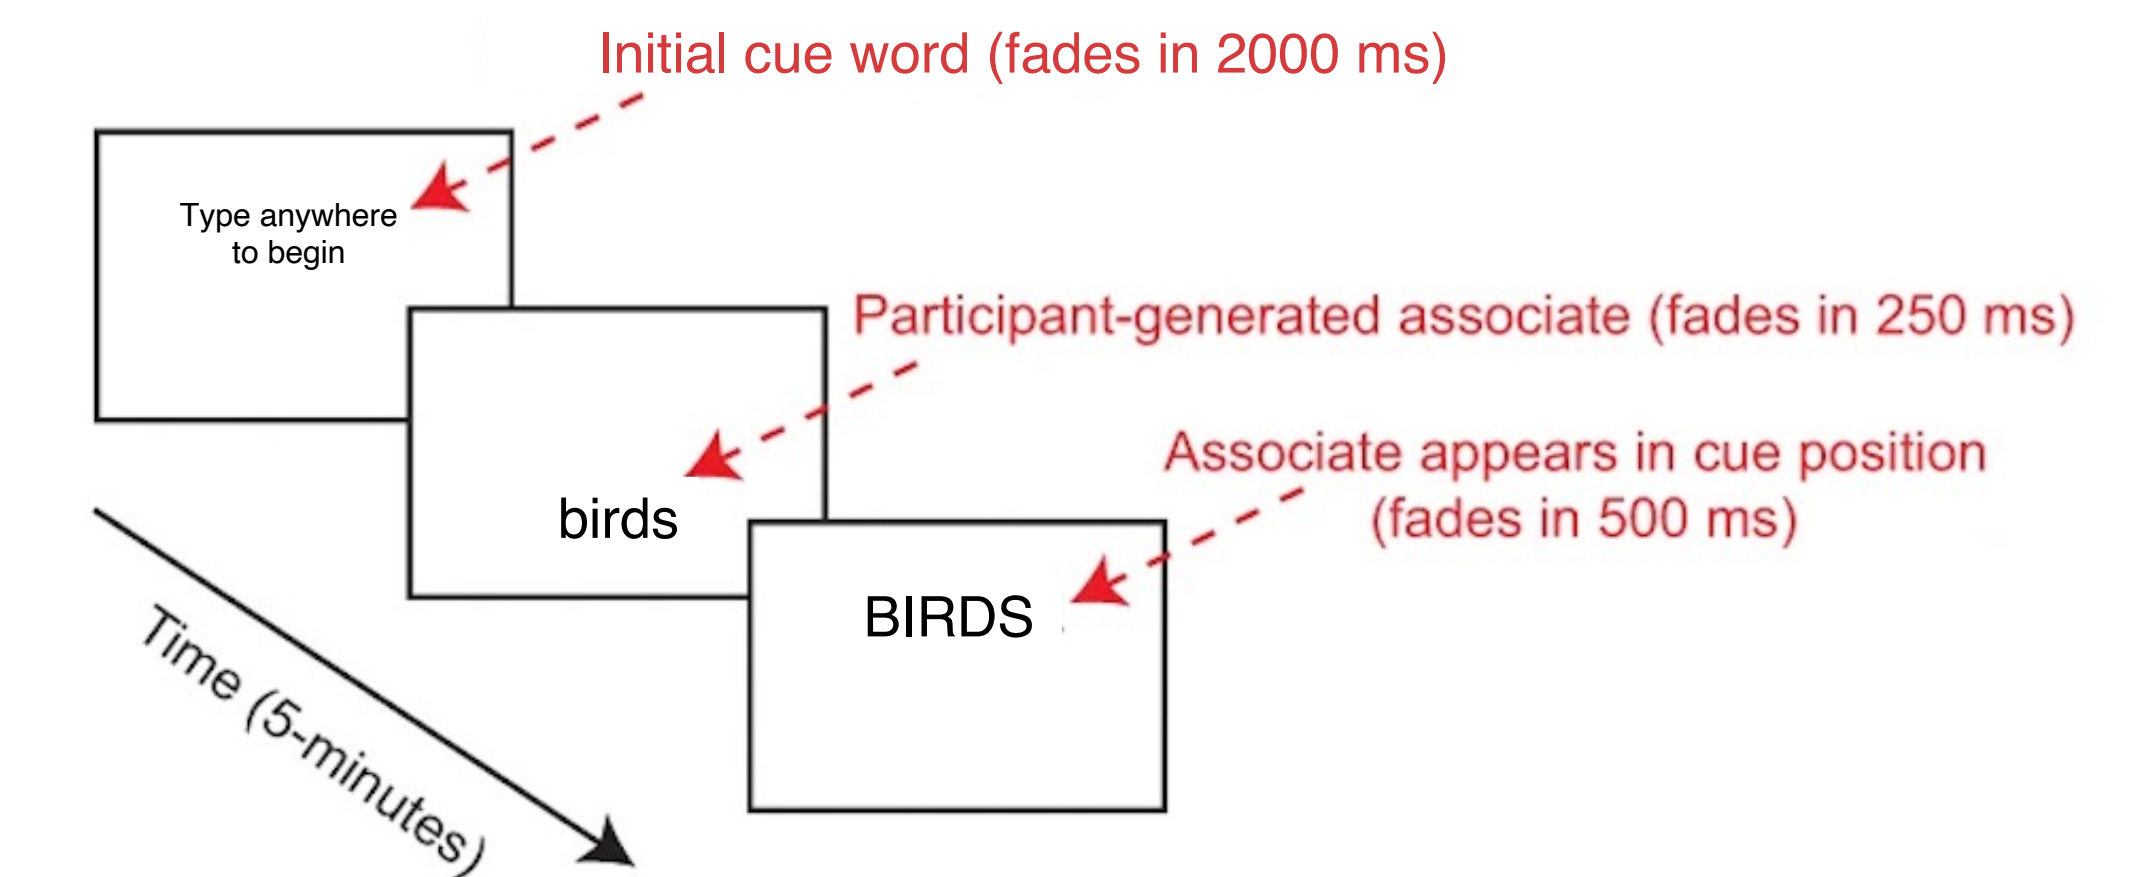 Initial cue word (fades in 2000 ms)
Type anywhere
to begin
Participant-generated associate (fades in 250 ms)
birds
Associate appears in cue position
(fades in 500 ms)
BIRDS
Time (5-minutes)